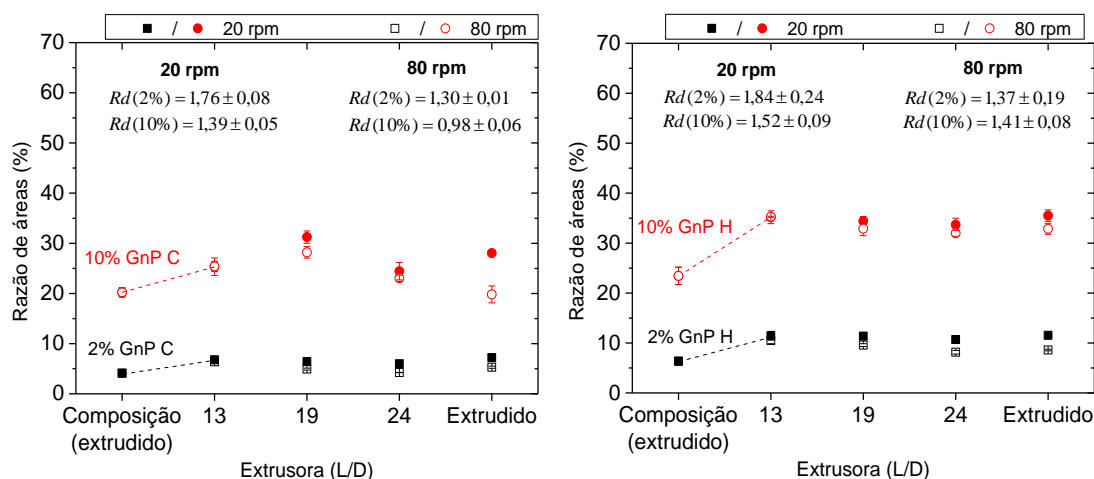 ■ / ● 20 rpm □ / ○ 80 rpm
70
60
50
40
30
20
10
0
Razão de áreas (%)
20 rpm 80 rpm
Rd(2%) = 1,76 ± 0,08 Rd(2%) = 1,30 ± 0,01
Rd(10%) = 1,39 ± 0,05 Rd(10%) = 0,98 ± 0,06
10% GnP C
2% GnP C
Composição (extrudido) 13 19 24 Extrudido
Extrusora (L/D)
■ / ● 20 rpm □ / ○ 80 rpm
70
60
50
40
30
20
10
0
Razão de áreas (%)
20 rpm 80 rpm
Rd(2%) = 1,84 ± 0,24 Rd(2%) = 1,37 ± 0,19
Rd(10%) = 1,52 ± 0,09 Rd(10%) = 1,41 ± 0,08
10% GnP H
2% GnP H
Composição (extrudido) 13 19 24 Extrudido
Extrusora (L/D)